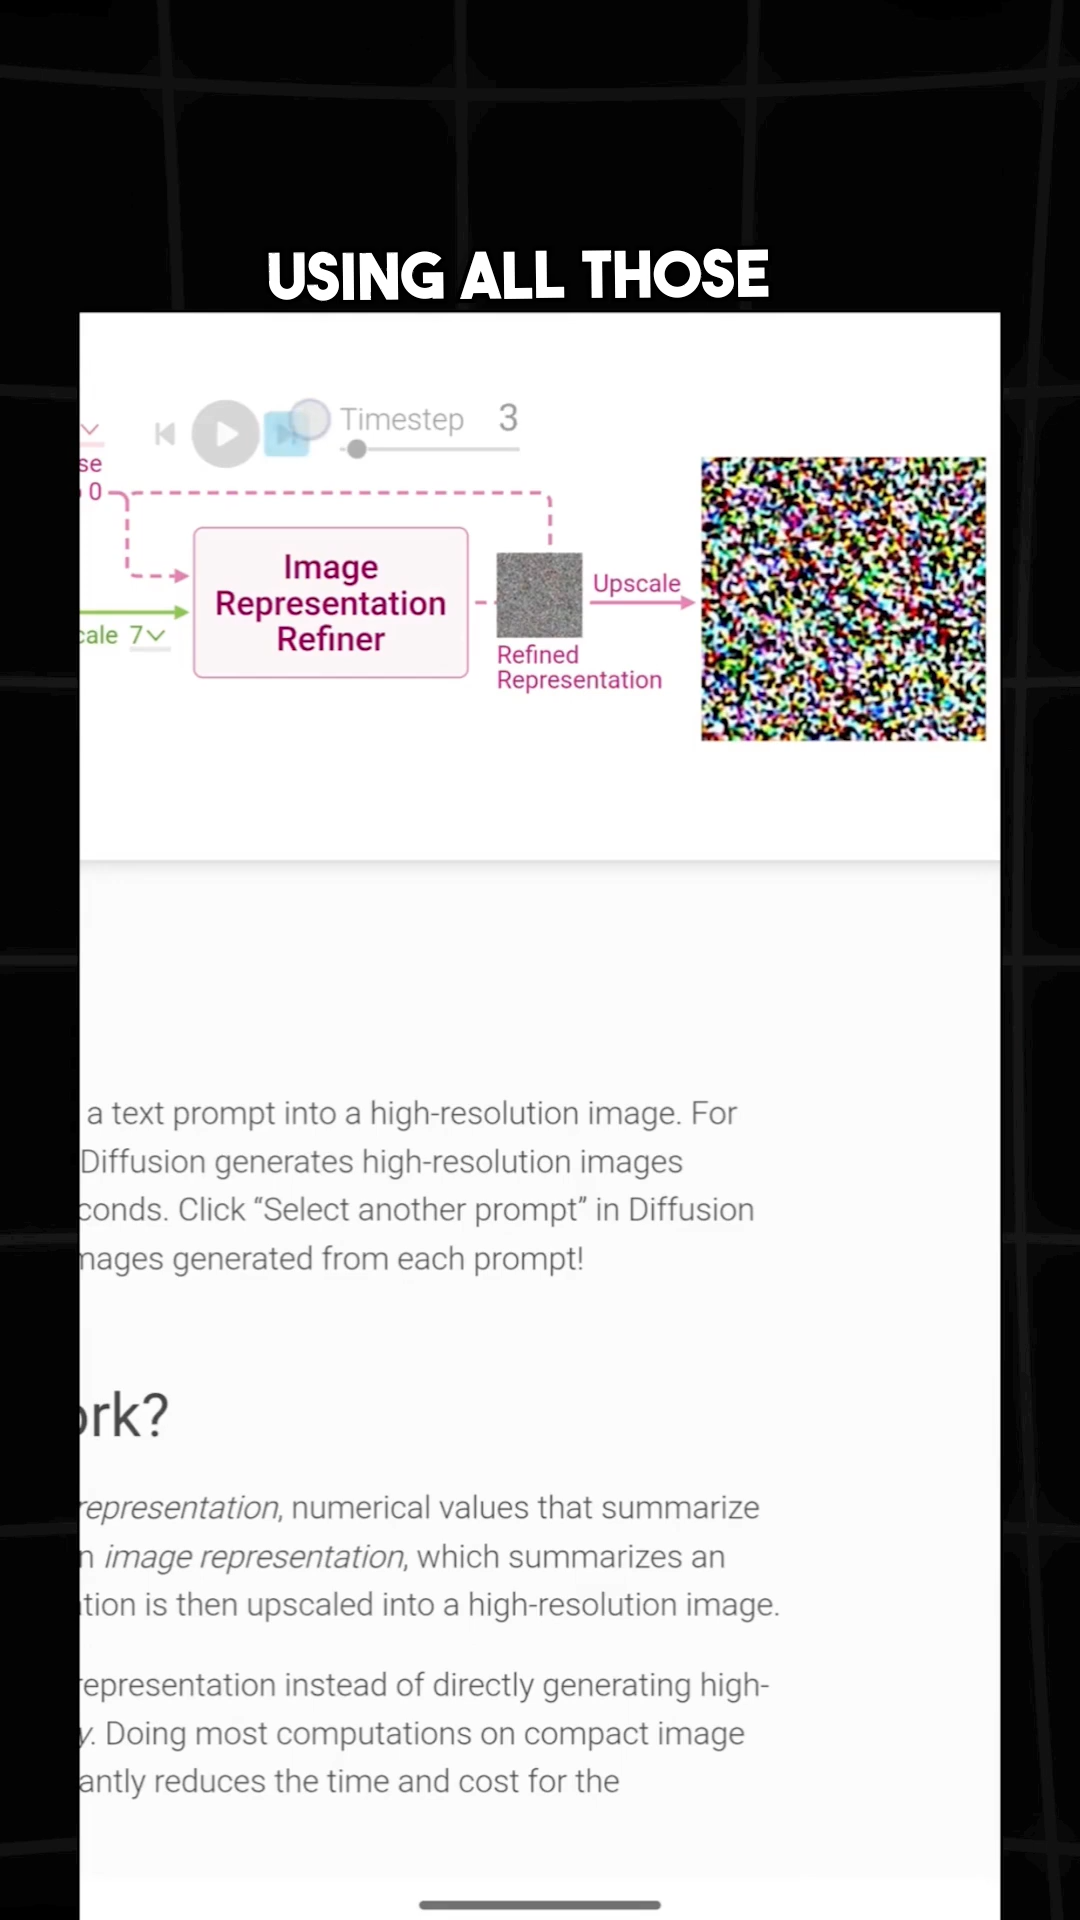 USING ALL THOSE
Timestep 3
se
0
Image
Representation
Refiner
Upscale
cale 7
Refined
Representation
a text prompt into a high-resolution image. For
Diffusion generates high-resolution images
conds. Click “Select another prompt” in Diffusion
mages generated from each prompt!
ork?
representation, numerical values that summarize
n image representation, which summarizes an
tion is then upscaled into a high-resolution image.
representation instead of directly generating high-
y. Doing most computations on compact image
antly reduces the time and cost for the